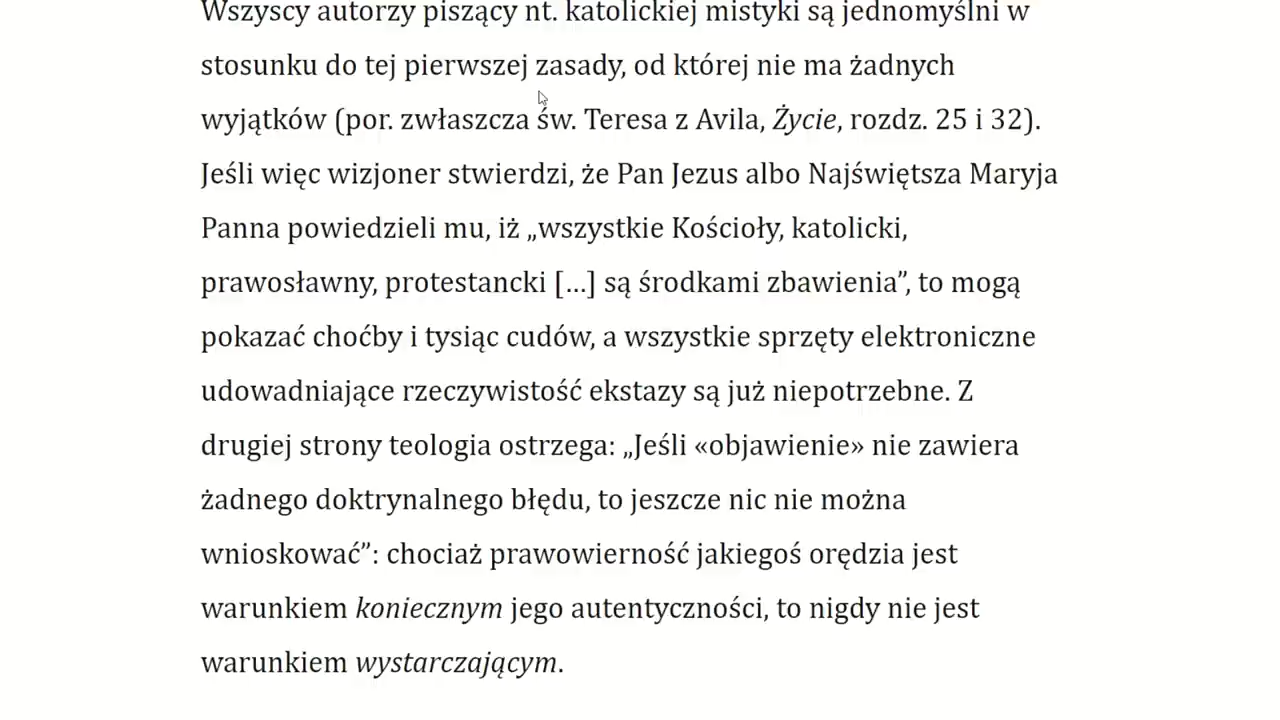 Wszyscy autorzy piszący nt. katolickiej mistyki są jednomyślni w
stosunku do tej pierwszej zasady, od której nie ma żadnych
wyjątków (por. zwłaszcza św. Teresa z Avila, Życie, rozdz. 25 i 32).
Jeśli więc wizjoner stwierdzi, że Pan Jezus albo Najświętsza Maryja
Panna powiedzieli mu, iż „wszystkie Kościoły, katolicki,
prawosławny, protestancki [...] są środkami zbawienia”, to mogą
pokazać choćby i tysiąc cudów, a wszystkie sprzęty elektroniczne
udowadniające rzeczywistość ekstazy są już niepotrzebne. Z
drugiej strony teologia ostrzega: „Jeśli «objawienie» nie zawiera
żadnego doktrynalnego błędu, to jeszcze nic nie można
wnioskować”: chociaż prawowierność jakiegoś orędzia jest
warunkiem koniecznym jego autentyczności, to nigdy nie jest
warunkiem wystarczającym.